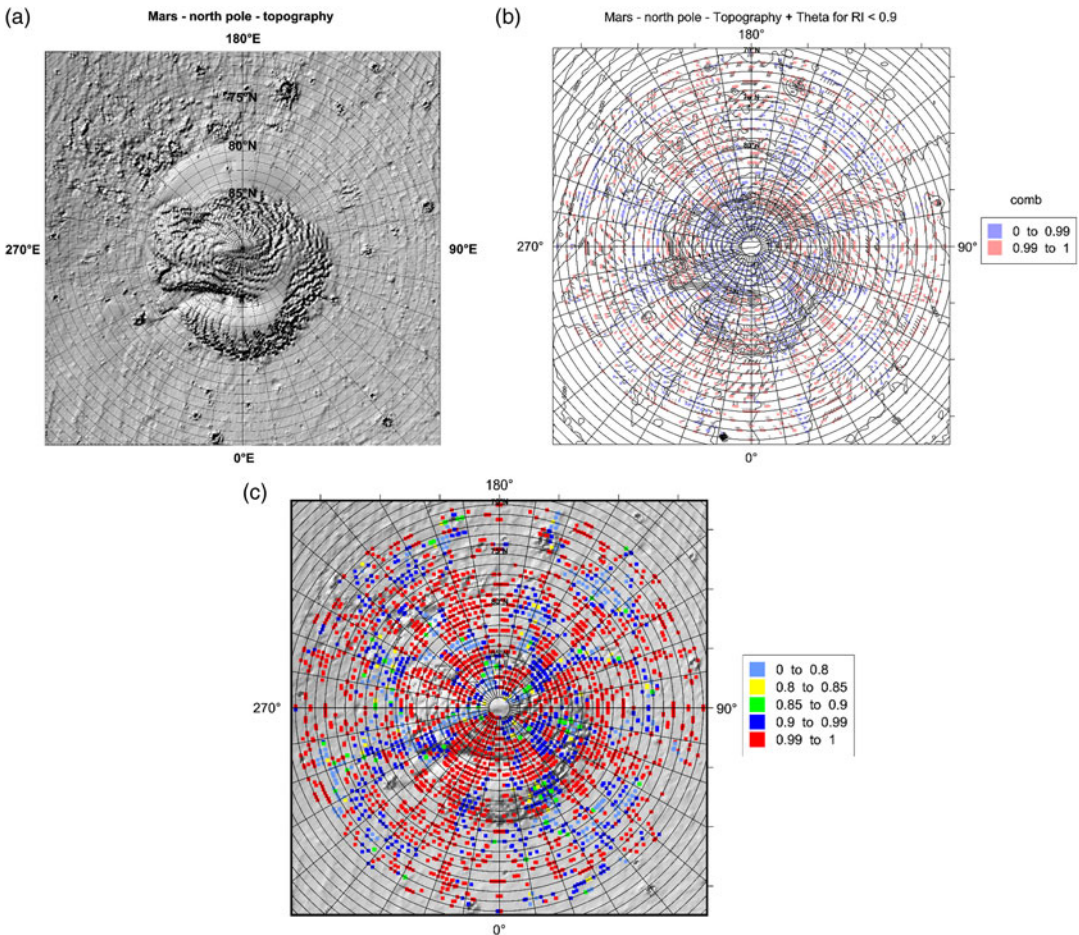 (a)
Mars - north pole - topography
180°E
75°N
80°N
85°N
270°E
90°E
0°E
(b)
Mars - north pole - Topography + Theta for RI < 0.9
180°
270°
90°
0°
comb
0 to 0.99
0.99 to 1
(c)
180°
75°N
270°
90°
0°
0 to 0.8
0.8 to 0.85
0.85 to 0.9
0.9 to 0.99
0.99 to 1